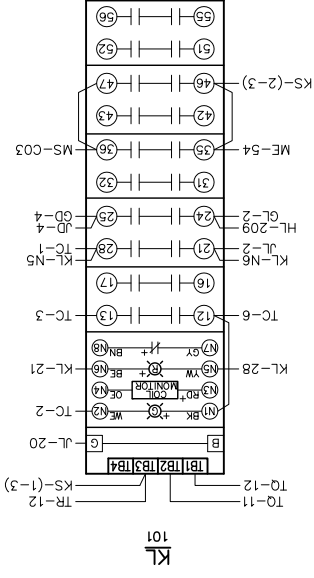 KL
101
TQ-11 TR-12
TQ-12 KS-(1-3)
TB1 TB2 TB3 TB4
B G JL-20
N1 BK + G WE N2 TC-2
N3 RD+ COIL MONITOR OE N4
KL-28 N5 YW + R BE N6 KL-21
N7 GY + BN N8
TC-6 12 13 TC-3
16 17
KL-N6 KL-N5
21 28
JL-2 TC-1
HL-209 JD-4
24 25
GL-2 GD-4
31 32
ME-54 35 36 MS-C03
42 43
KS-(2-3) 46 47
51 52
55 56